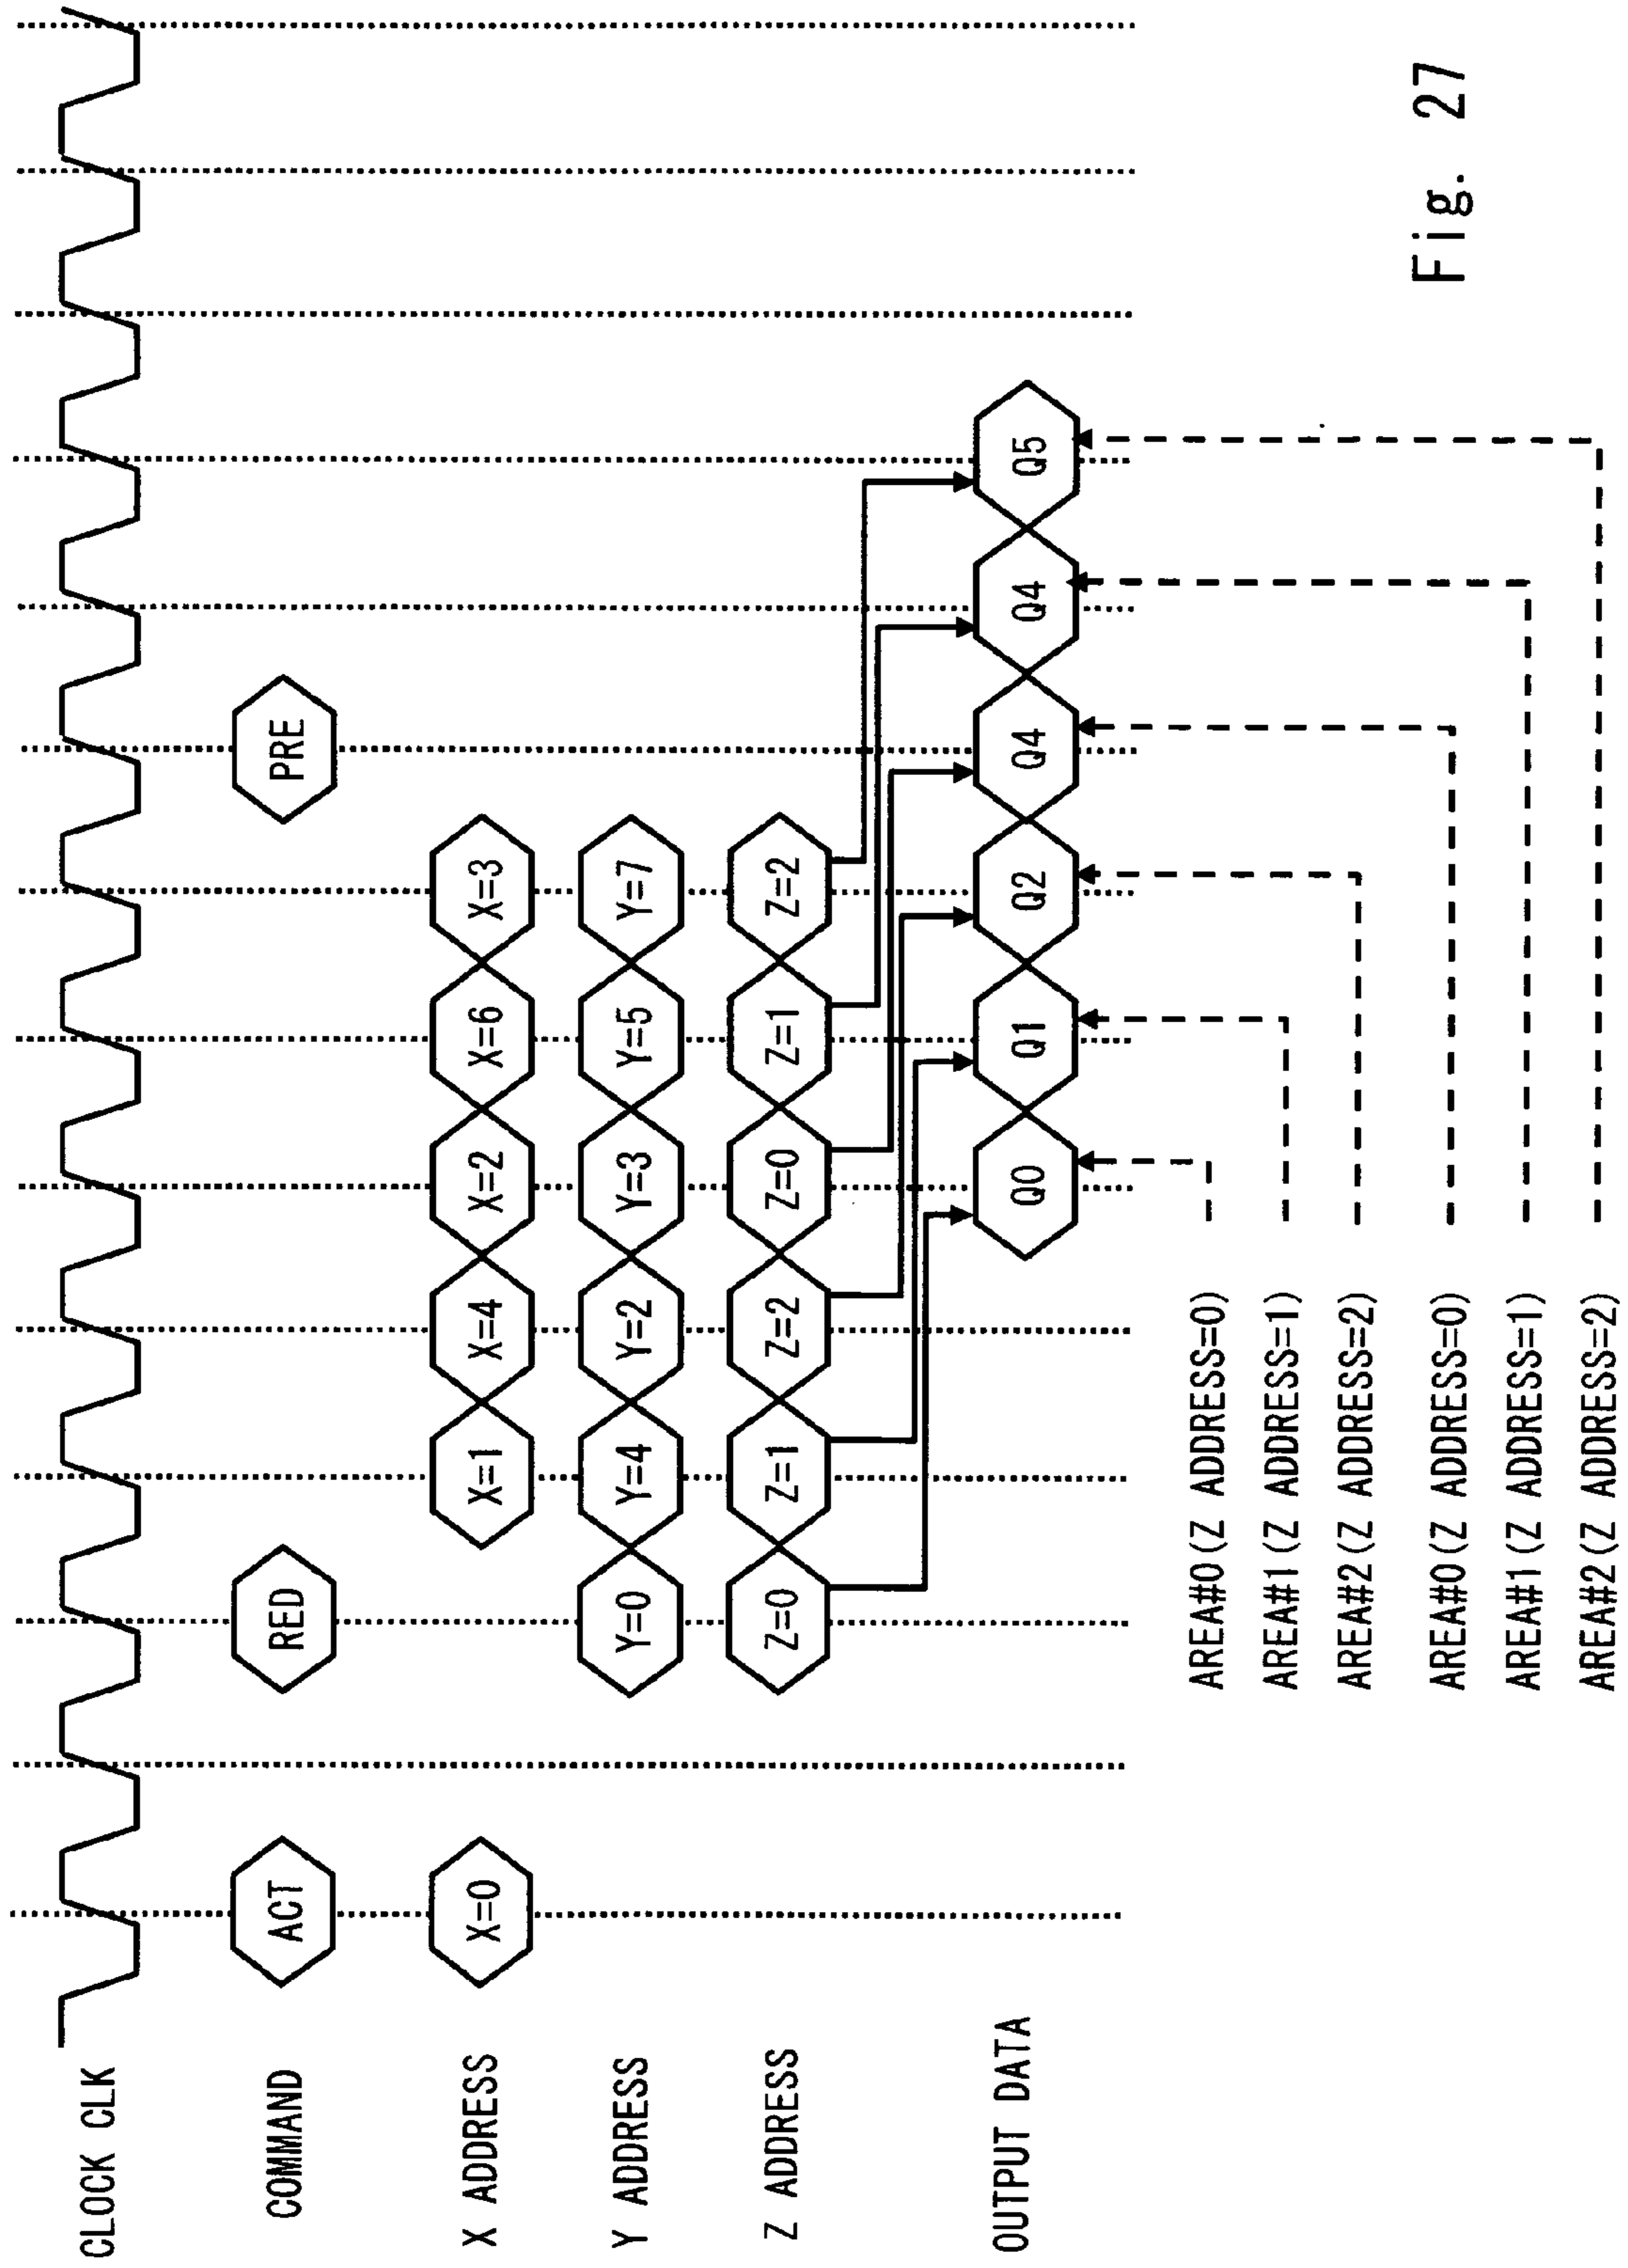 CLOCK CLK
COMMAND ACT RED PRE
X ADDRESS X=0 X=1 X=4 X=2 X=6 X=3
Y ADDRESS Y=0 Y=4 Y=2 Y=3 Y=5 Y=7
Z ADDRESS Z=0 Z=1 Z=2 Z=0 Z=1 Z=2
OUTPUT DATA Q0 Q1 Q2 Q4 Q4 Q5
AREA#0(Z ADDRESS=0)
AREA#1(Z ADDRESS=1)
AREA#2(Z ADDRESS=2)
AREA#0(Z ADDRESS=0)
AREA#1(Z ADDRESS=1)
AREA#2(Z ADDRESS=2)
Fig. 27